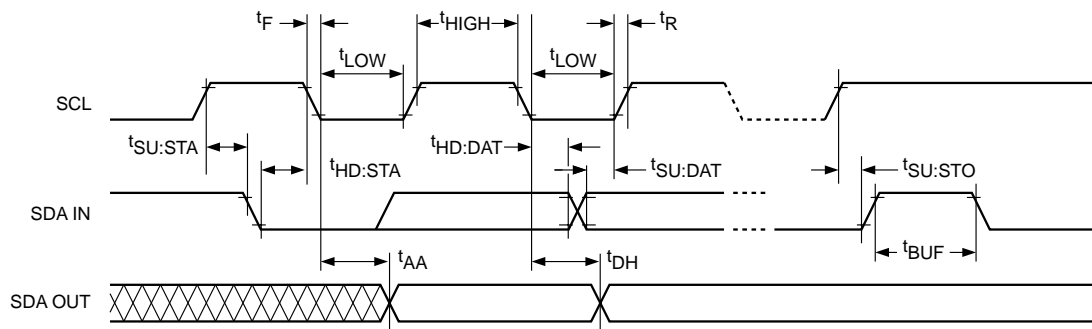 tF tHIGH tR
tLOW tLOW
SCL
tSU:STA tHD:STA tHD:DAT tSU:DAT tSU:STO
SDA IN
tBUF
tAA tDH
SDA OUT